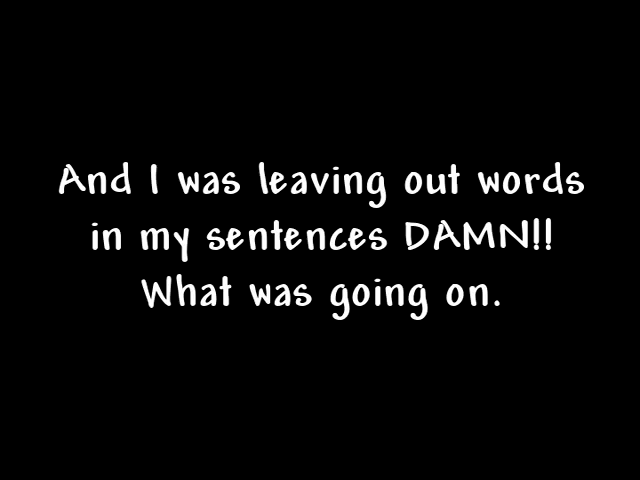 And I was leaving out words
in my sentences DAMN!!
What was going on.